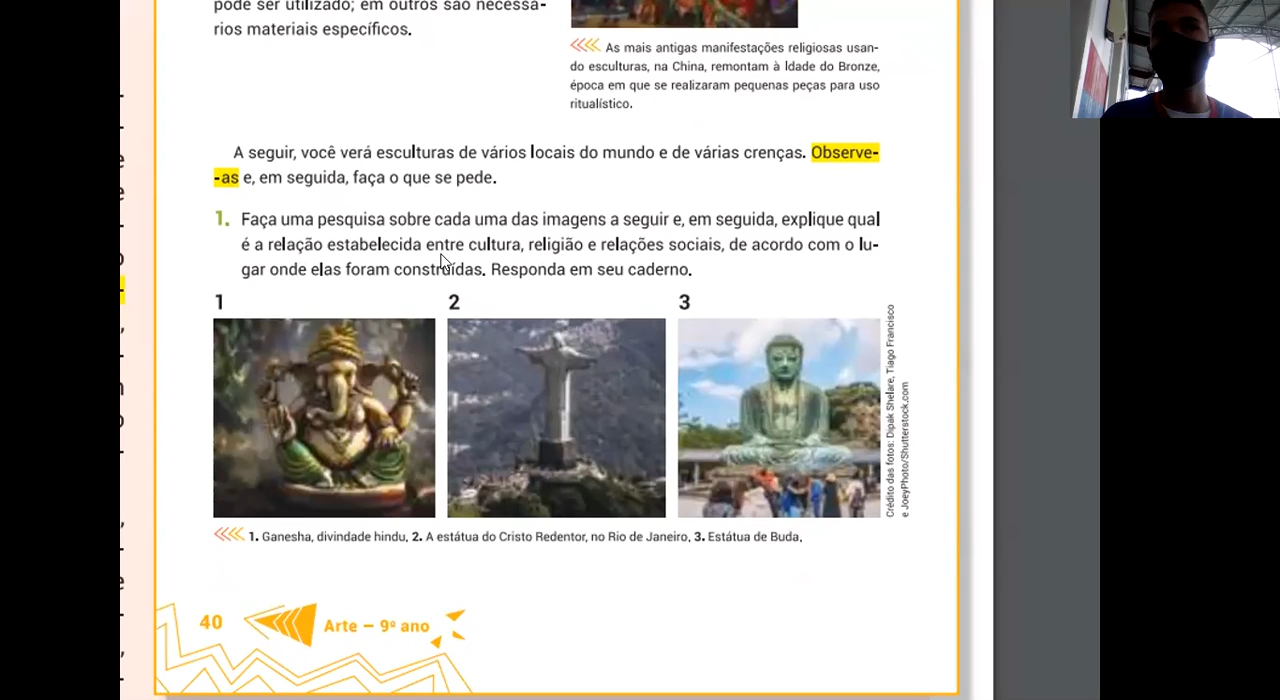 pode ser utilizado; em outros são necessá-
rios materiais específicos.
As mais antigas manifestações religiosas usan-
do esculturas, na China, remontam à Idade do Bronze,
época em que se realizaram pequenas peças para uso
ritualístico.
A seguir, você verá esculturas de vários locais do mundo e de várias crenças. Observe-
-as e, em seguida, faça o que se pede.
1. Faça uma pesquisa sobre cada uma das imagens a seguir e, em seguida, explique qual
é a relação estabelecida entre cultura, religião e relações sociais, de acordo com o lu-
gar onde elas foram construídas. Responda em seu caderno.
1 2 3
Crédito das fotos: Dipak Shelare, Tiago Francisco
e JoeyPhoto/Shutterstock.com
1. Ganesha, divindade hindu. 2. A estátua do Cristo Redentor, no Rio de Janeiro. 3. Estátua de Buda.
40 Arte – 9º ano